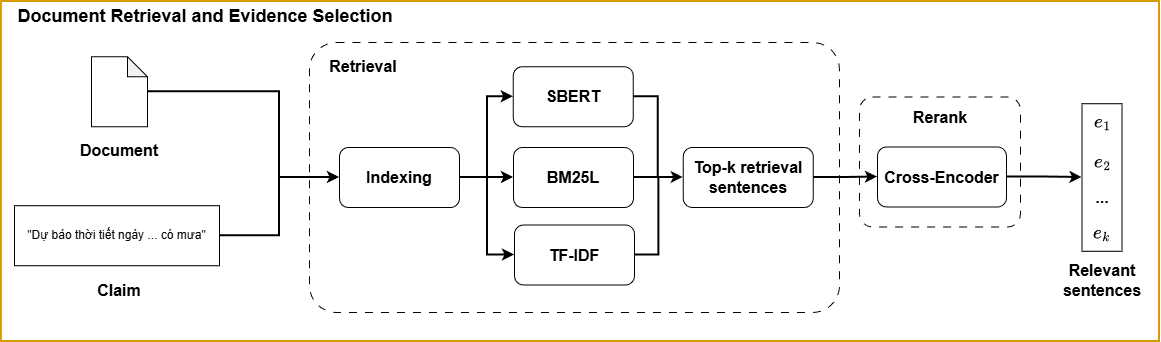 Document Retrieval and Evidence Selection
Document
"Dự báo thời tiết ngày ... có mưa"
Claim
Retrieval
Indexing
SBERT
BM25L
TF-IDF
Top-k retrieval
sentences
Rerank
Cross-Encoder
e1
e2
...
ek
Relevant
sentences